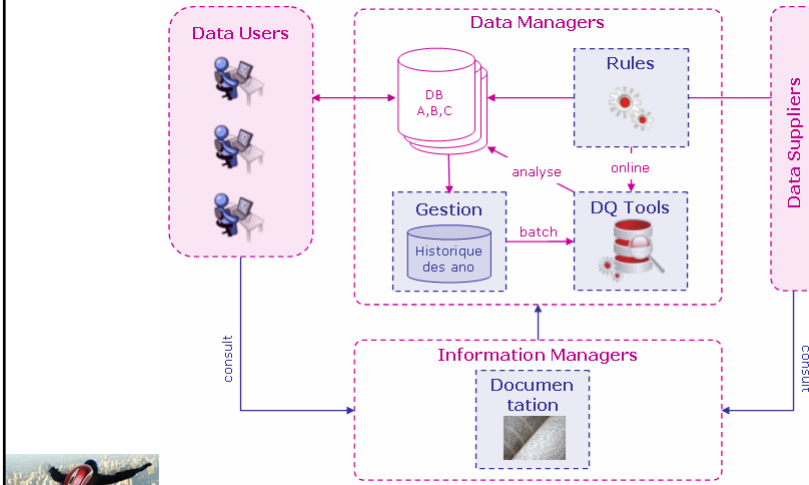 Data Users
Data Managers
DB
A,B,C
Rules
Data Suppliers
analyse
online
Gestion
Historique
des ano
batch
DQ Tools
consult
consult
Information Managers
Documen
tation